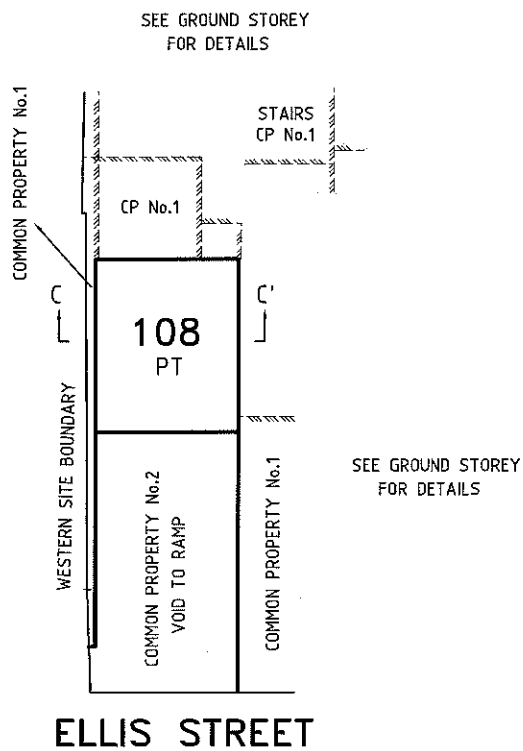 SEE GROUND STOREY
FOR DETAILS
COMMON PROPERTY No.1
STAIRS
CP No.1
CP No.1
C
C'
108
PT
WESTERN SITE BOUNDARY
COMMON PROPERTY No.2
VOID TO RAMP
COMMON PROPERTY No.1
SEE GROUND STOREY
FOR DETAILS
ELLIS STREET